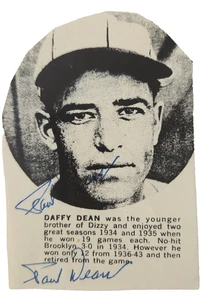 Paul
DAFFY DEAN was the younger
brother of Dizzy and enjoyed two
great seasons 1934 and 1935 when
he won 19 games each. No-hit
Brooklyn 3-0 in 1934. However he
won only 12 from 1936-43 and then
retired from the game.
Paul Dean